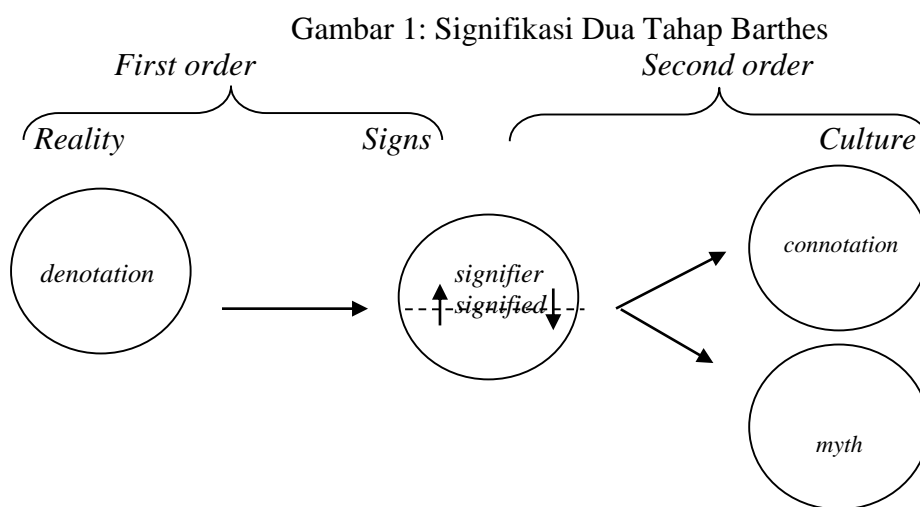 Gambar 1: Signifikasi Dua Tahap Barthes
First order Second order
Reality Signs Culture
denotation
signifier
signified
connotation
myth